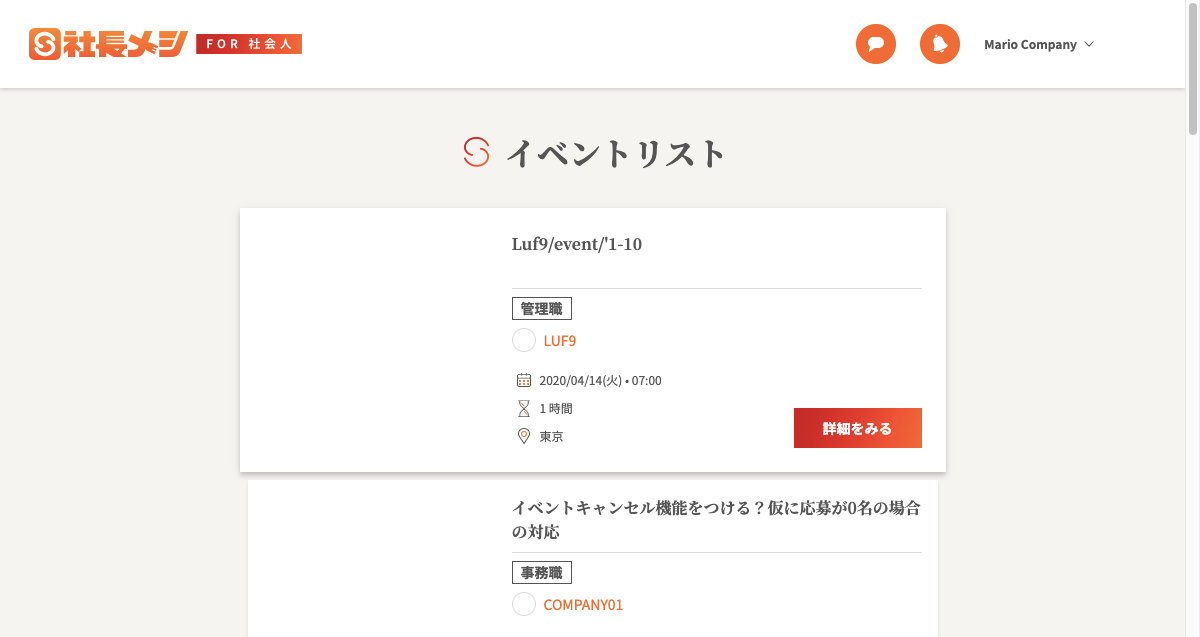 社長メシ FOR 社会人
Mario Company
イベントリスト
Luf9/event/'1-10
管理職
LUF9
2020/04/14(火) • 07:00
1 時間
東京
詳細をみる
イベントキャンセル機能をつける？仮に応募が0名の場合
の対応
事務職
COMPANY01